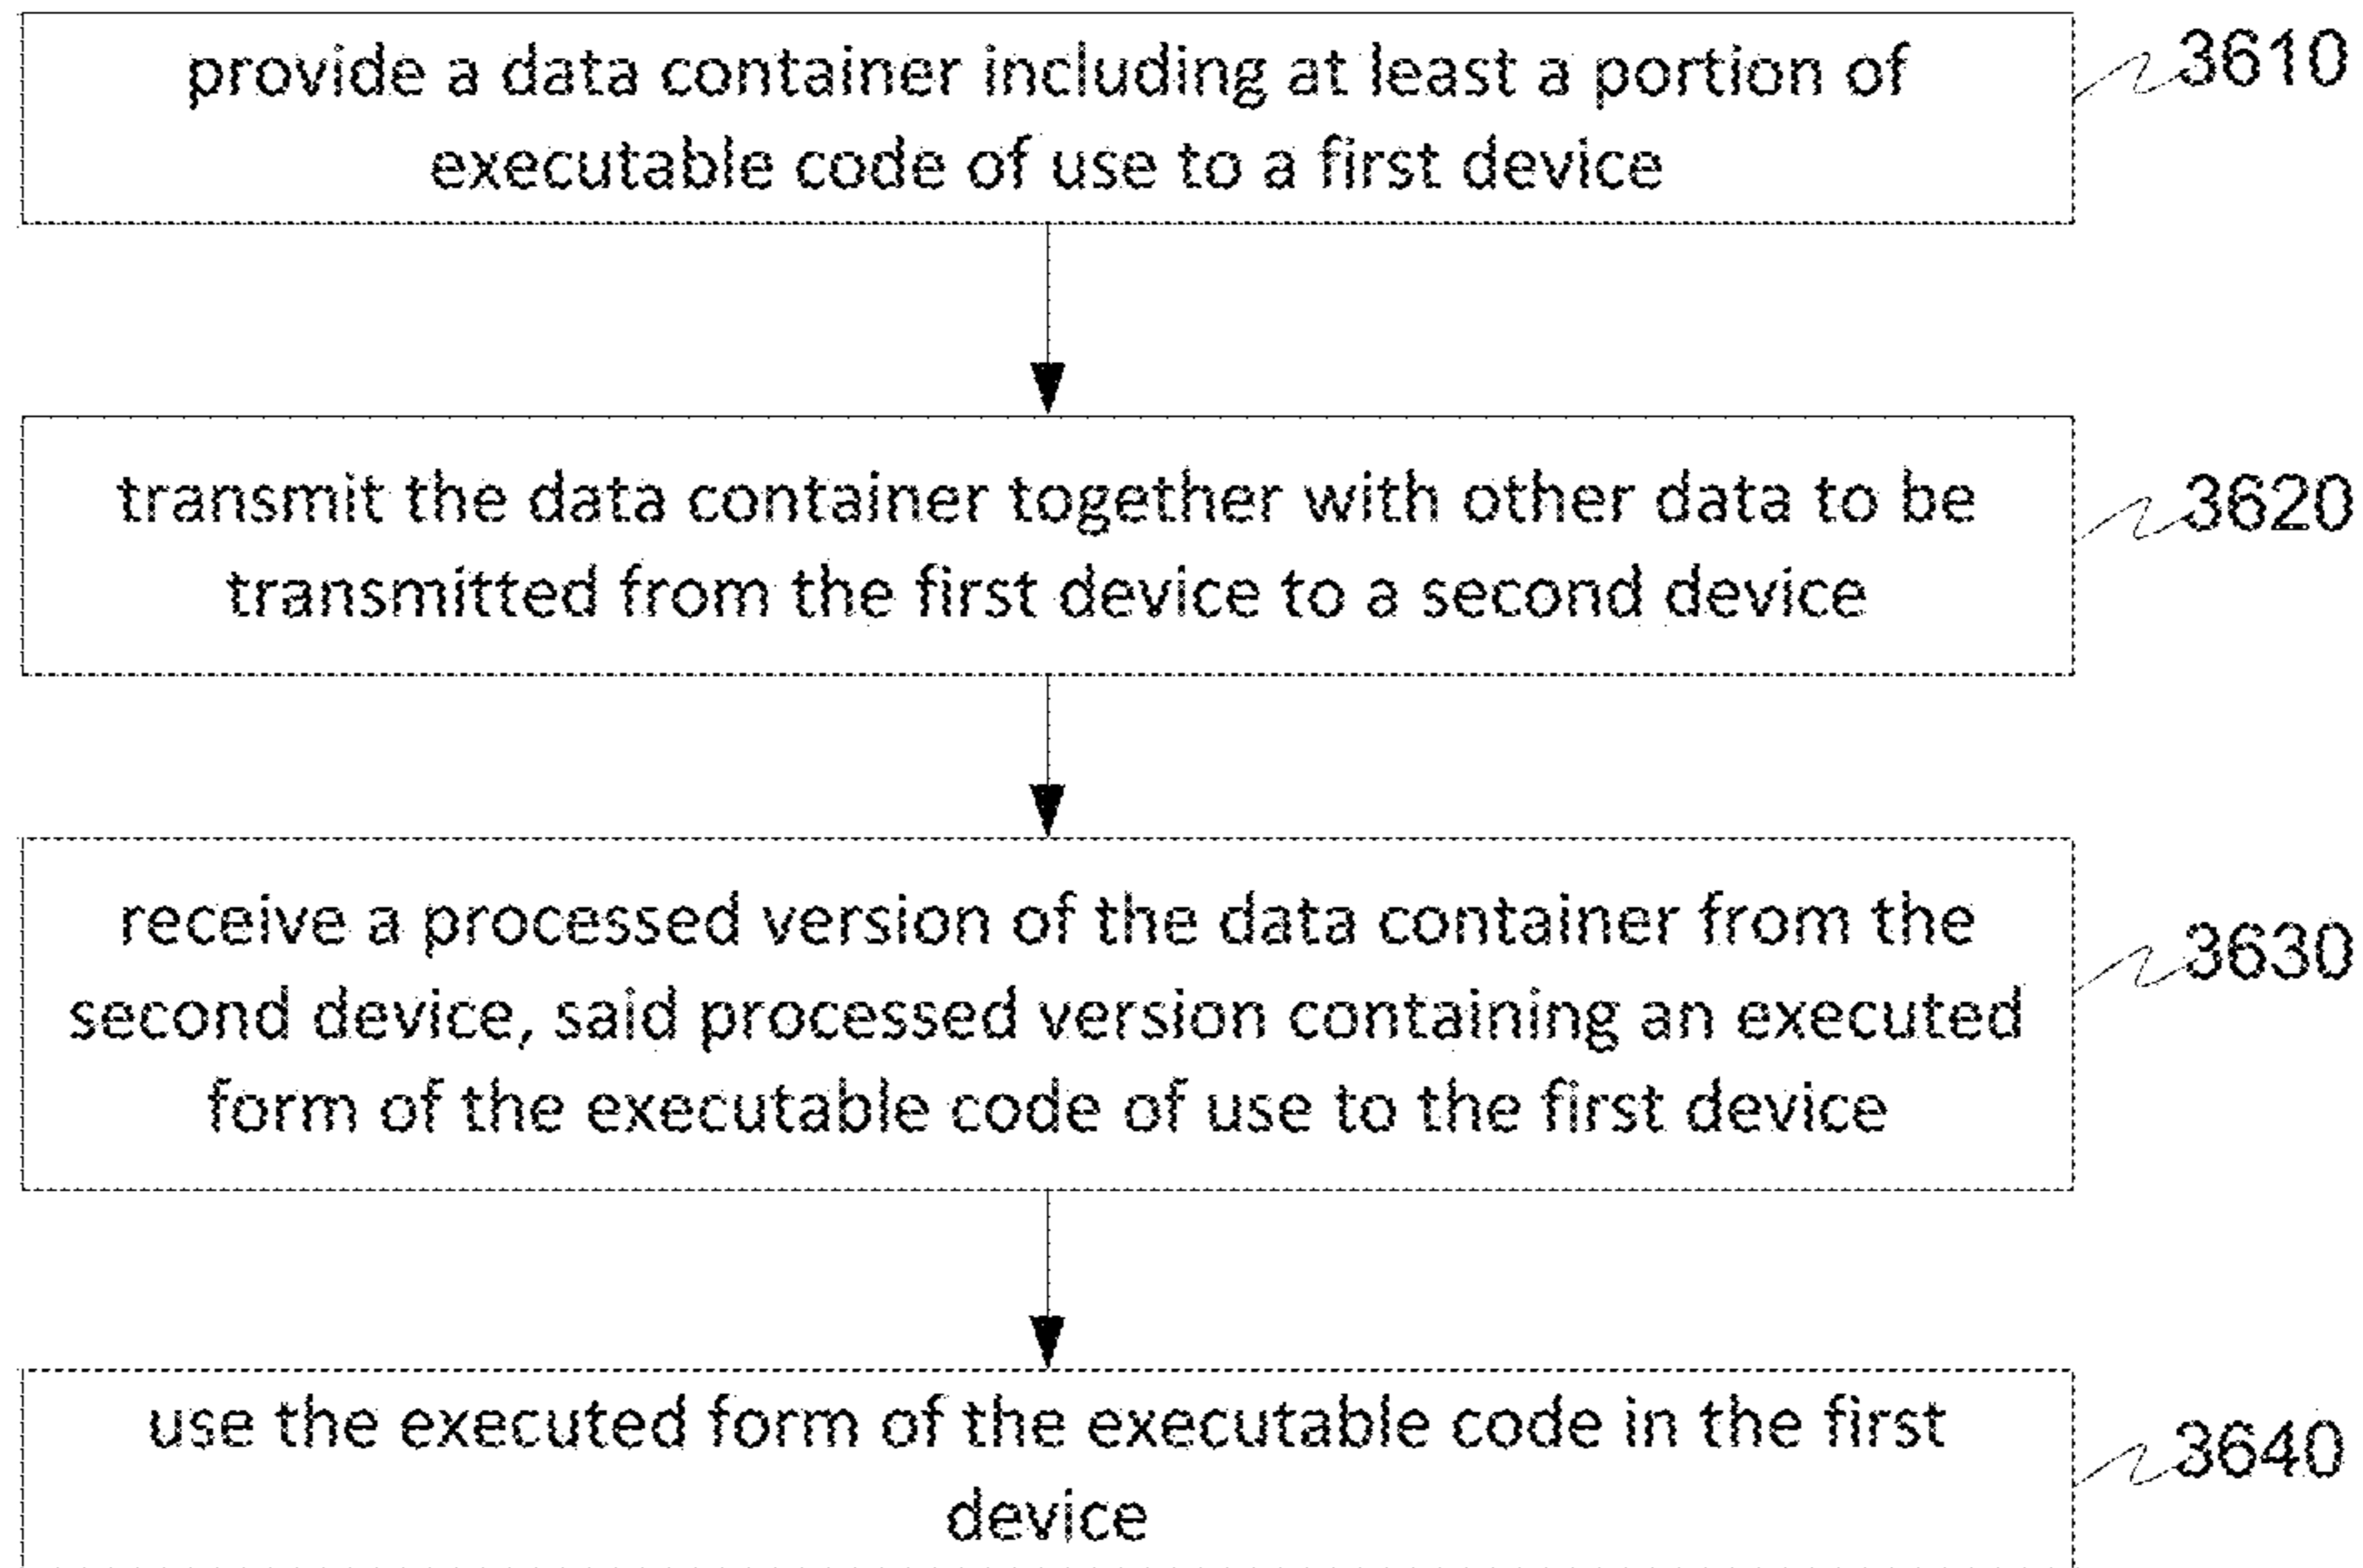 provide a data container including at least a portion of
executable code of use to a first device
3610
transmit the data container together with other data to be
transmitted from the first device to a second device
3620
receive a processed version of the data container from the
second device, said processed version containing an executed
form of the executable code of use to the first device
3630
use the executed form of the executable code in the first
device
3640